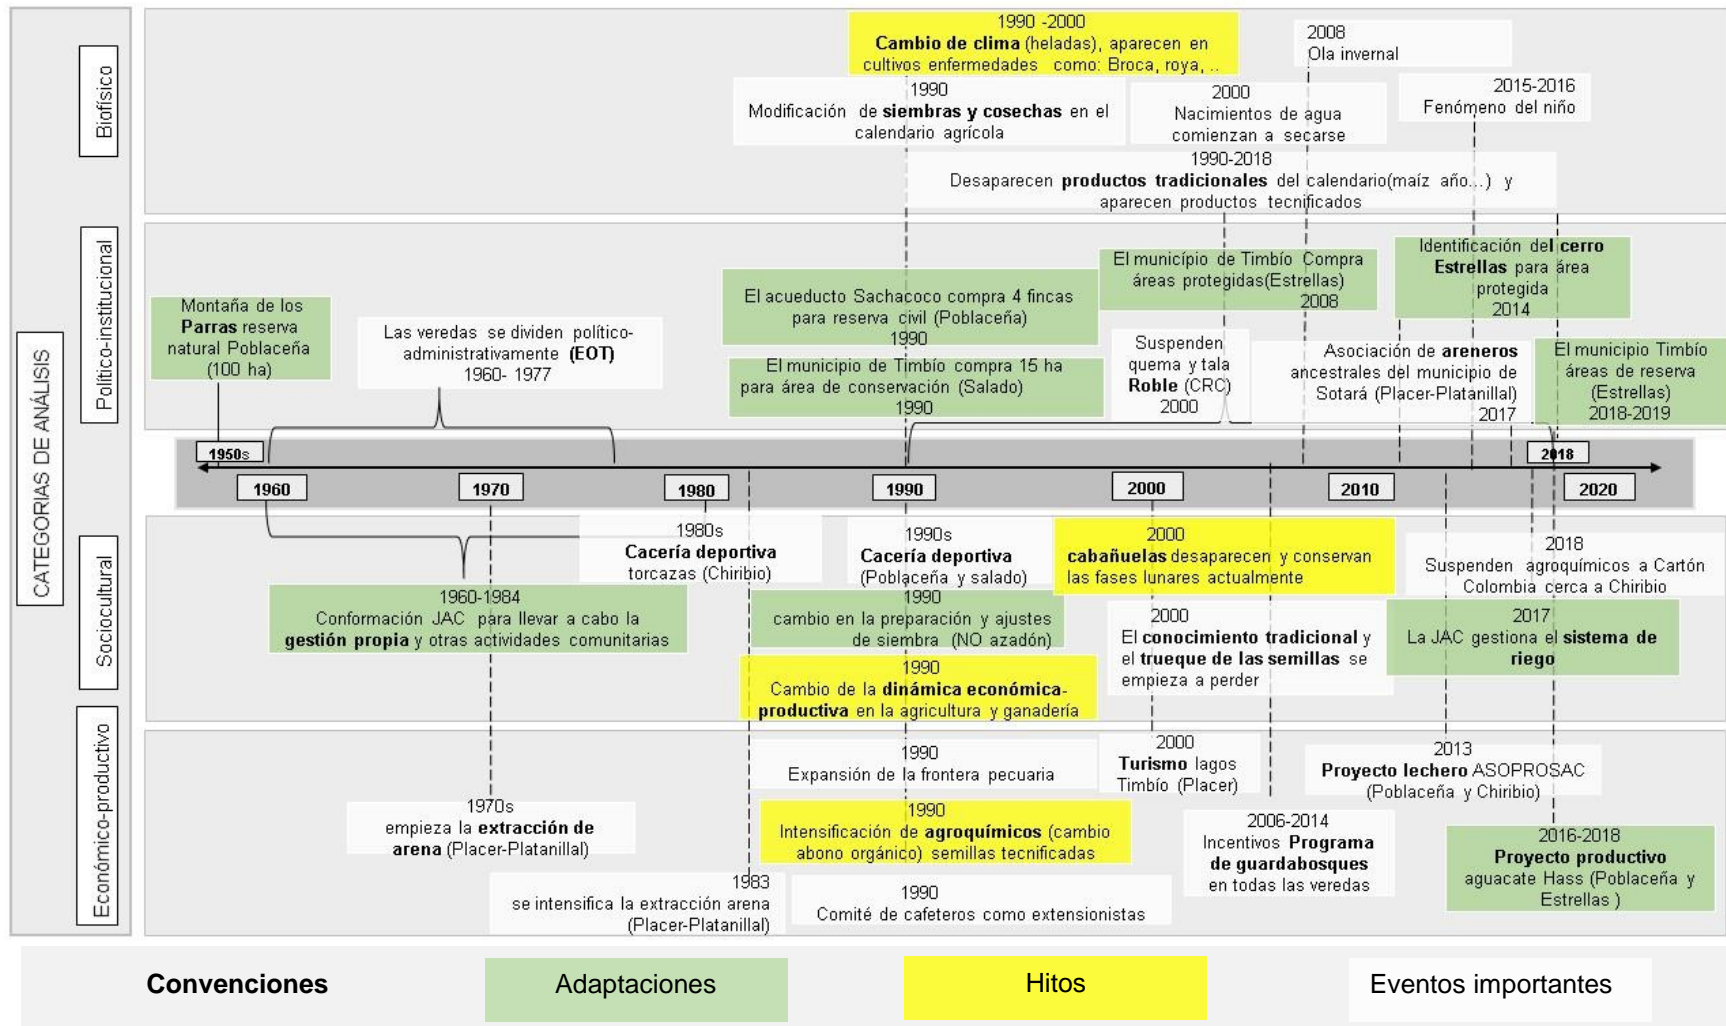 CATEGORIAS DE ANÁLISIS
Biofísico
1990 -2000
Cambio de clima (heladas), aparecen en
cultivos enfermedades como: Broca, roya, ..
2008
Ola invernal
1990
Modificación de siembras y cosechas en el
calendario agrícola
2000
Nacimientos de agua
comienzan a secarse
2015-2016
Fenómeno del niño
1990-2018
Desaparecen productos tradicionales del calendario(maíz año...) y
aparecen productos tecnificados
Político-institucional
Montaña de los
Parras reserva
natural Poblaceña
(100 ha)
Las veredas se dividen político-
administrativamente (EOT)
1960- 1977
El acueducto Sachacoco compra 4 fincas
para reserva civil (Poblaceña)
1990
El municipio de Timbío compra 15 ha
para área de conservación (Salado)
1990
El município de Timbío Compra
áreas protegidas(Estrellas)
2008
Suspenden
quema y tala
Roble (CRC)
2000
Identificación del cerro
Estrellas para área
protegida
2014
Asociación de areneros
ancestrales del municipio de
Sotará (Placer-Platanillal)
2017
El municipio Timbío
áreas de reserva
(Estrellas)
2018-2019
1950s
2018
1960
1970
1980
1990
2000
2010
2020
Sociocultural
1980s
Cacería deportiva
torcazas (Chiribio)
1990s
Cacería deportiva
(Poblaceña y salado)
2000
cabañuelas desaparecen y conservan
las fases lunares actualmente
2018
Suspenden agroquímicos a Cartón
Colombia cerca a Chiribio
1960-1984
Conformación JAC para llevar a cabo la
gestión propia y otras actividades comunitarias
1990
cambio en la preparación y ajustes
de siembra (NO azadón)
2000
El conocimiento tradicional y
el trueque de las semillas se
empieza a perder
2017
La JAC gestiona el sistema de
riego
1990
Cambio de la dinámica económica-
productiva en la agricultura y ganadería
Económico-productivo
1990
Expansión de la frontera pecuaria
2000
Turismo lagos
Timbío (Placer)
2013
Proyecto lechero ASOPROSAC
(Poblaceña y Chiribio)
1970s
empieza la extracción de
arena (Placer-Platanillal)
1990
Intensificación de agroquímicos (cambio
abono orgánico) semillas tecnificadas
2006-2014
Incentivos Programa
de guardabosques
en todas las veredas
2016-2018
Proyecto productivo
aguacate Hass (Poblaceña y
Estrellas )
1983
se intensifica la extracción arena
(Placer-Platanillal)
1990
Comité de cafeteros como extensionistas
Convenciones
Adaptaciones
Hitos
Eventos importantes